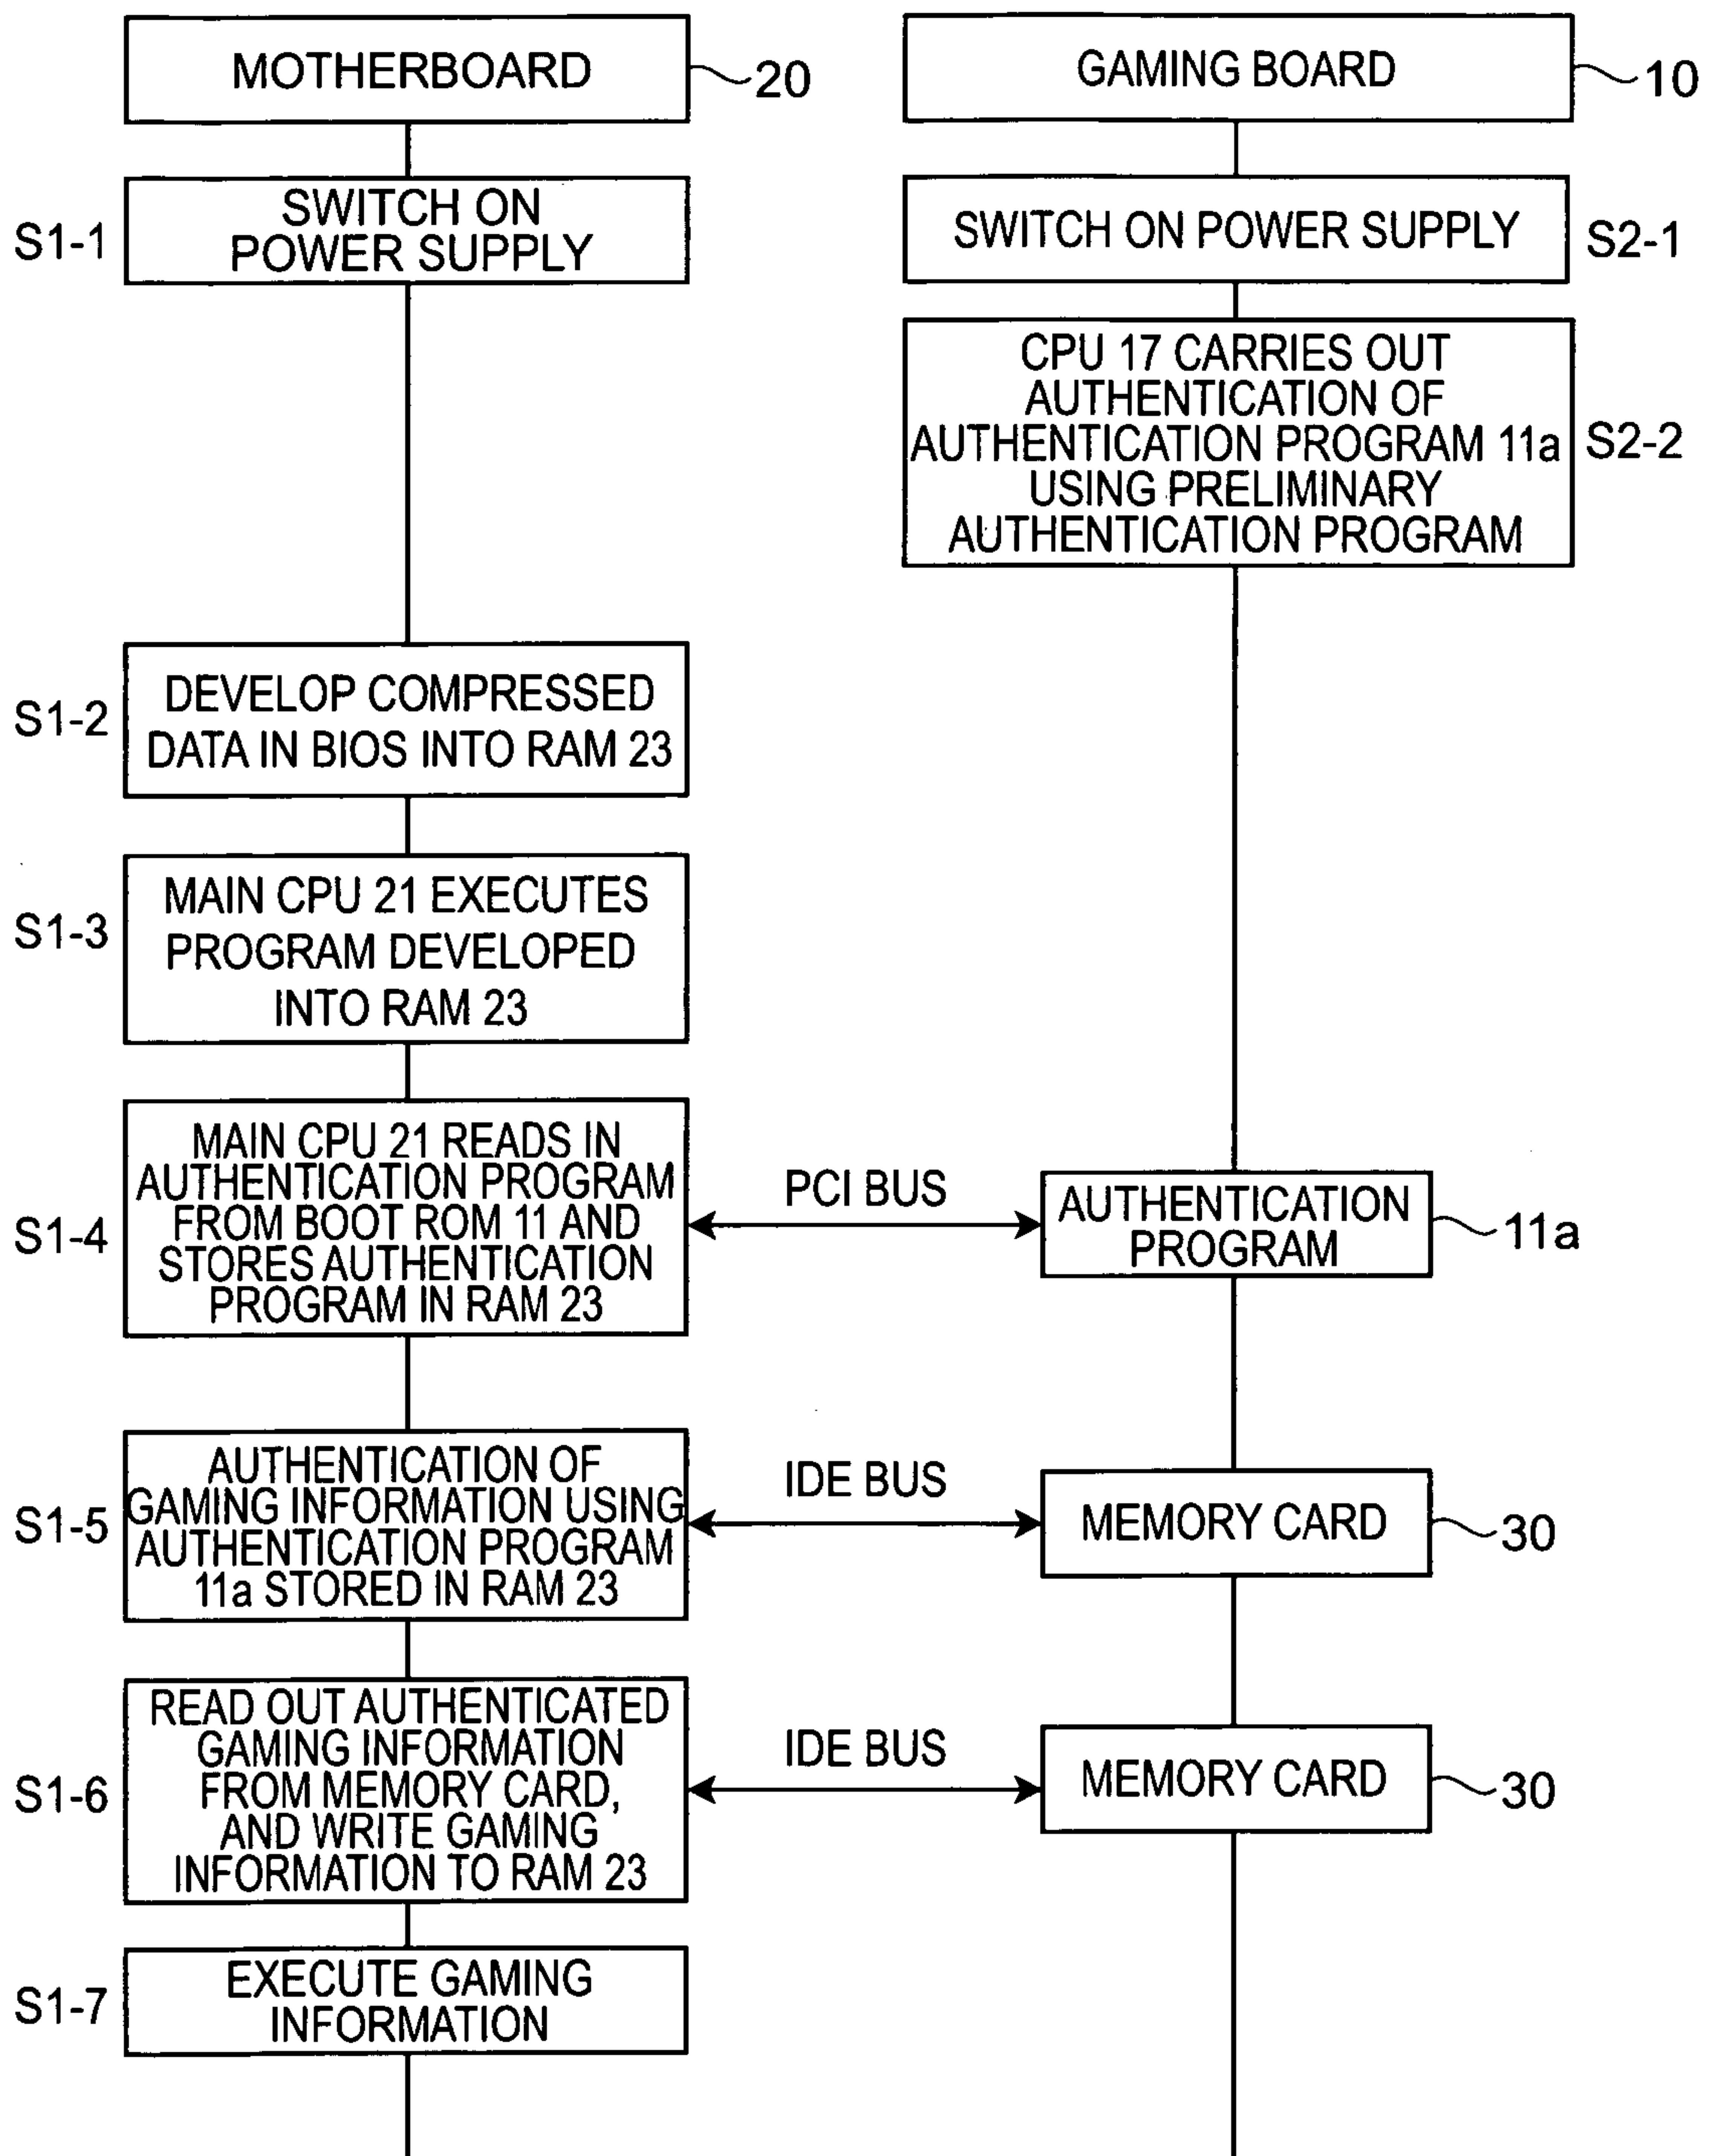 MOTHERBOARD
20
GAMING BOARD
10
S1-1
SWITCH ON
POWER SUPPLY
SWITCH ON POWER SUPPLY
S2-1
CPU 17 CARRIES OUT
AUTHENTICATION OF
AUTHENTICATION PROGRAM 11a
USING PRELIMINARY
AUTHENTICATION PROGRAM
S2-2
S1-2
DEVELOP COMPRESSED
DATA IN BIOS INTO RAM 23
S1-3
MAIN CPU 21 EXECUTES
PROGRAM DEVELOPED
INTO RAM 23
S1-4
MAIN CPU 21 READS IN
AUTHENTICATION PROGRAM
FROM BOOT ROM 11 AND
STORES AUTHENTICATION
PROGRAM IN RAM 23
PCI BUS
AUTHENTICATION
PROGRAM
11a
S1-5
AUTHENTICATION OF
GAMING INFORMATION USING
AUTHENTICATION PROGRAM
11a STORED IN RAM 23
IDE BUS
MEMORY CARD
30
S1-6
READ OUT AUTHENTICATED
GAMING INFORMATION
FROM MEMORY CARD,
AND WRITE GAMING
INFORMATION TO RAM 23
IDE BUS
MEMORY CARD
30
S1-7
EXECUTE GAMING
INFORMATION